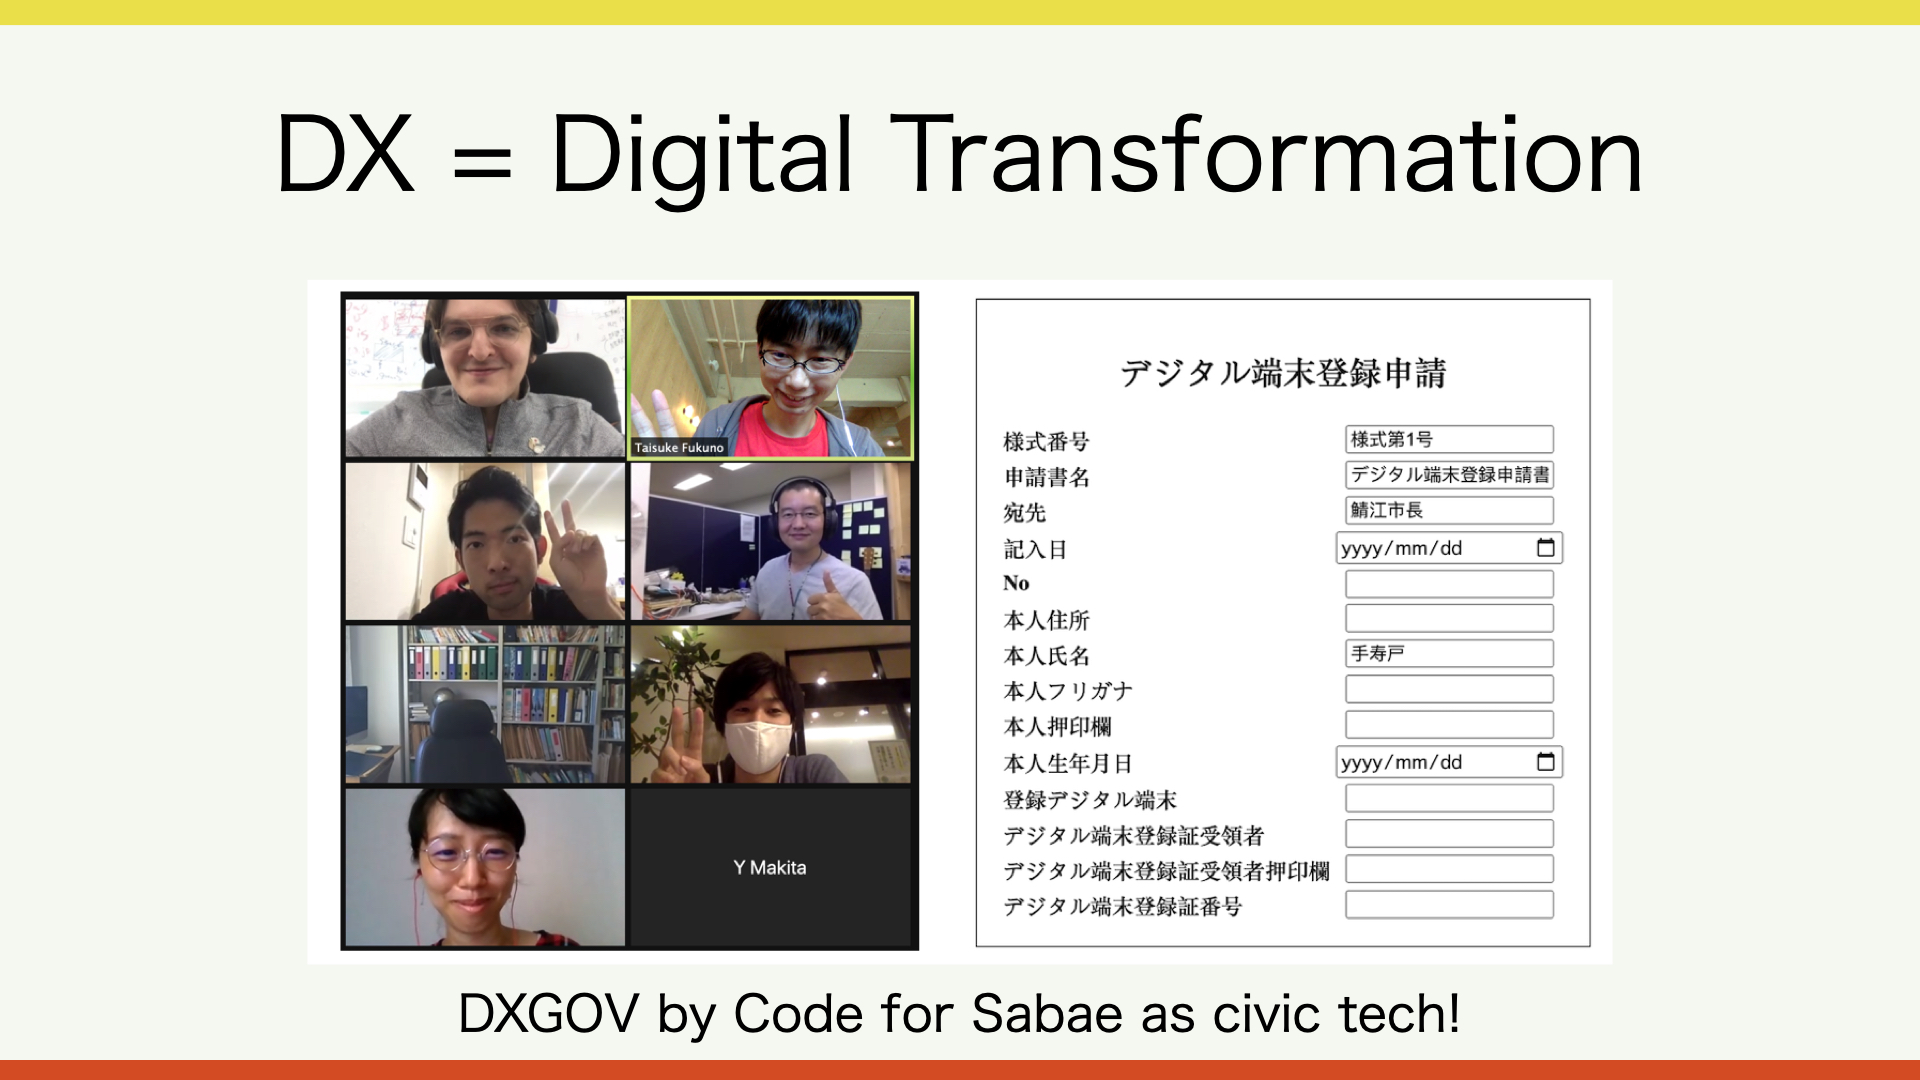 DX = Digital Transformation
Taisuke Fukuno
Y Makita
デジタル端末登録申請
様式番号 様式第1号
申請書名 デジタル端末登録申請書
宛先 鯖江市長
記入日 yyyy/mm/dd
No
本人住所
本人氏名 手寿戸
本人フリガナ
本人押印欄
本人生年月日 yyyy/mm/dd
登録デジタル端末
デジタル端末登録証受領者
デジタル端末登録証受領者押印欄
デジタル端末登録証番号
DXGOV by Code for Sabae as civic tech!